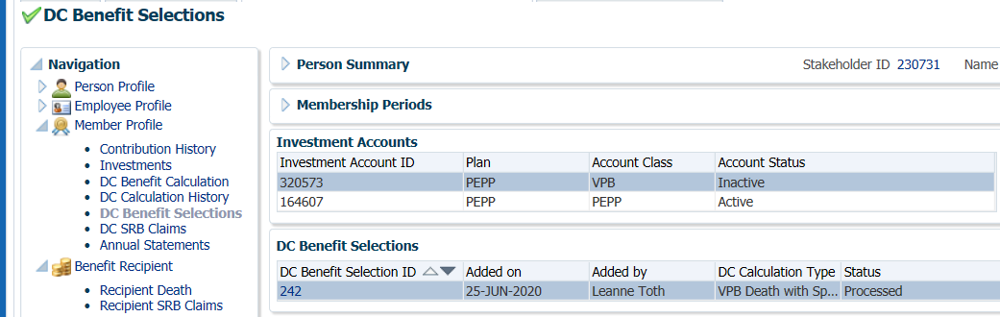 DC Benefit Selections
Navigation
Person Profile
Employee Profile
Member Profile
Contribution History
Investments
DC Benefit Calculation
DC Calculation History
DC Benefit Selections
DC SRB Claims
Annual Statements
Benefit Recipient
Recipient Death
Recipient SRB Claims
Person Summary Stakeholder ID 230731 Name
Membership Periods
Investment Accounts
Investment Account ID Plan Account Class Account Status
320573 PEPP VPB Inactive
164607 PEPP PEPP Active
DC Benefit Selections
DC Benefit Selection ID Added on Added by DC Calculation Type Status
242 25-JUN-2020 Leanne Toth VPB Death with Sp... Processed